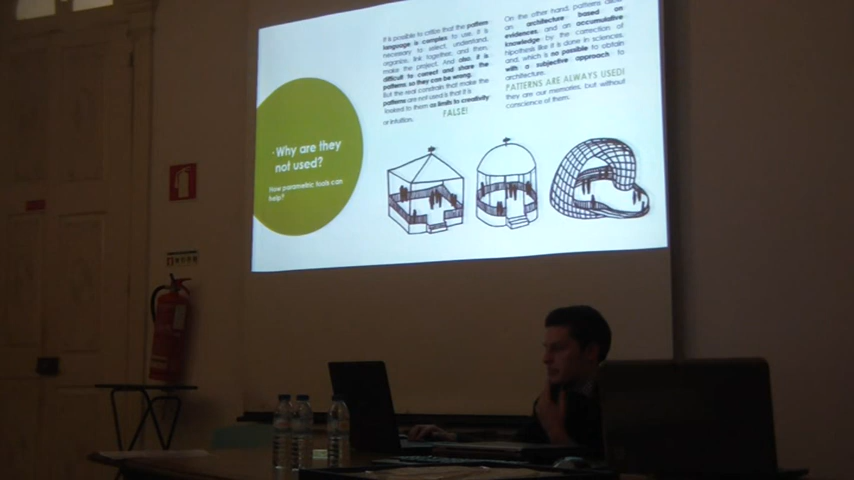 It is possible to critize that the pattern
language is complex to use, it is
necessary to select, understand,
organize, link together, and then,
make the project. And also, it is
difficult to correct and share the
patterns, so they can be wrong.
But the real constrain that make the
patterns are not used is that it is
looked to them as limits to creativity
or intuition.
FALSE!
On the other hand, patterns allow
an architecture based on
evidences, and an accumulative
knowledge by the correction of
hipothesis like it is done in sciences,
and, which is no possible to obtain
with a subjective approach to
architecture.
PATTERNS ARE ALWAYS USED!
they are our memories, but without
conscience of them.
· Why are they
not used?
How parametric tools can
help?